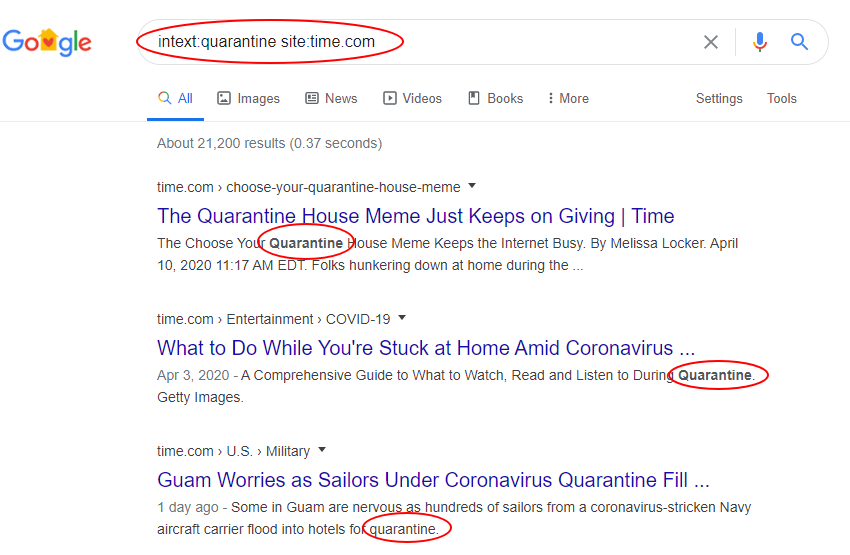 Google
intext:quarantine site:time.com
All Images News Videos Books More Settings Tools
About 21,200 results (0.37 seconds)
time.com › choose-your-quarantine-house-meme
The Quarantine House Meme Just Keeps on Giving | Time
The Choose Your Quarantine House Meme Keeps the Internet Busy. By Melissa Locker. April
10, 2020 11:17 AM EDT. Folks hunkering down at home during the ...
time.com › Entertainment › COVID-19
What to Do While You're Stuck at Home Amid Coronavirus ...
Apr 3, 2020 - A Comprehensive Guide to What to Watch, Read and Listen to During Quarantine.
Getty Images.
time.com › U.S. › Military
Guam Worries as Sailors Under Coronavirus Quarantine Fill ...
1 day ago - Some in Guam are nervous as hundreds of sailors from a coronavirus-stricken Navy
aircraft carrier flood into hotels for quarantine.